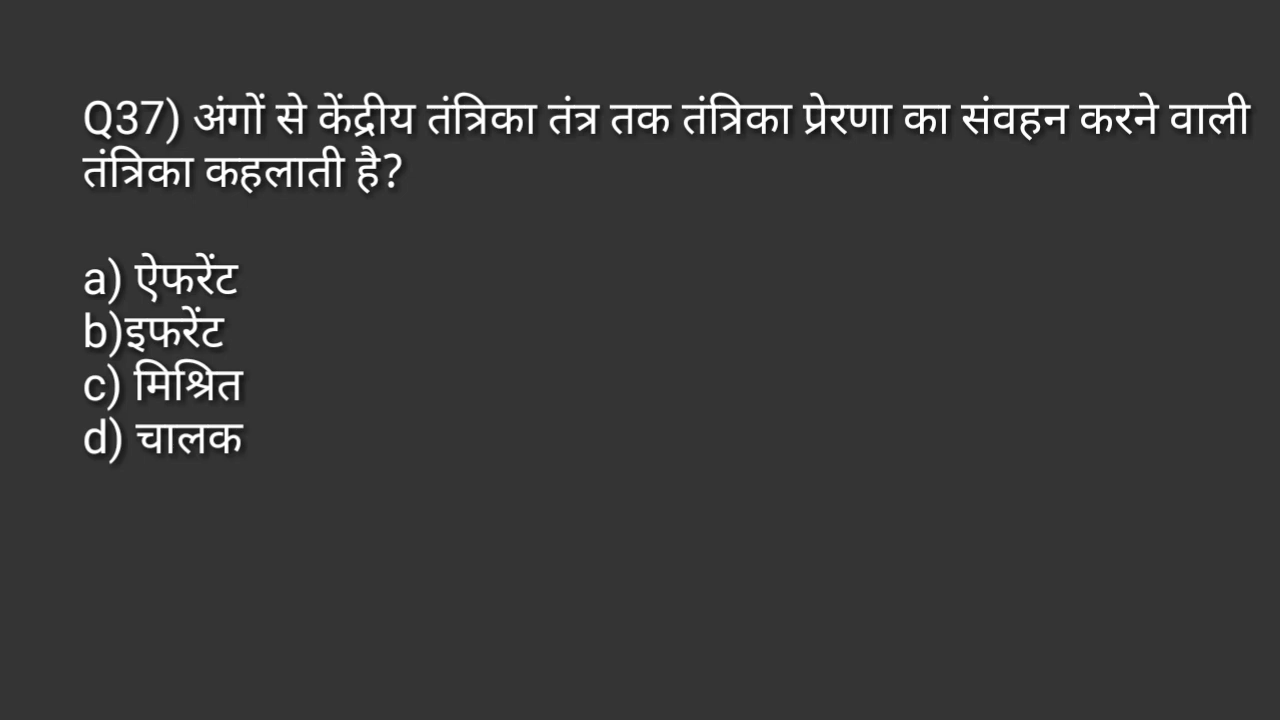 Q37) अंगों से केंद्रीय तंत्रिका तंत्र तक तंत्रिका प्रेरणा का संवहन करने वाली
तंत्रिका कहलाती है?
a) ऐफरेंट
b)इफरेंट
c) मिश्रित
d) चालक